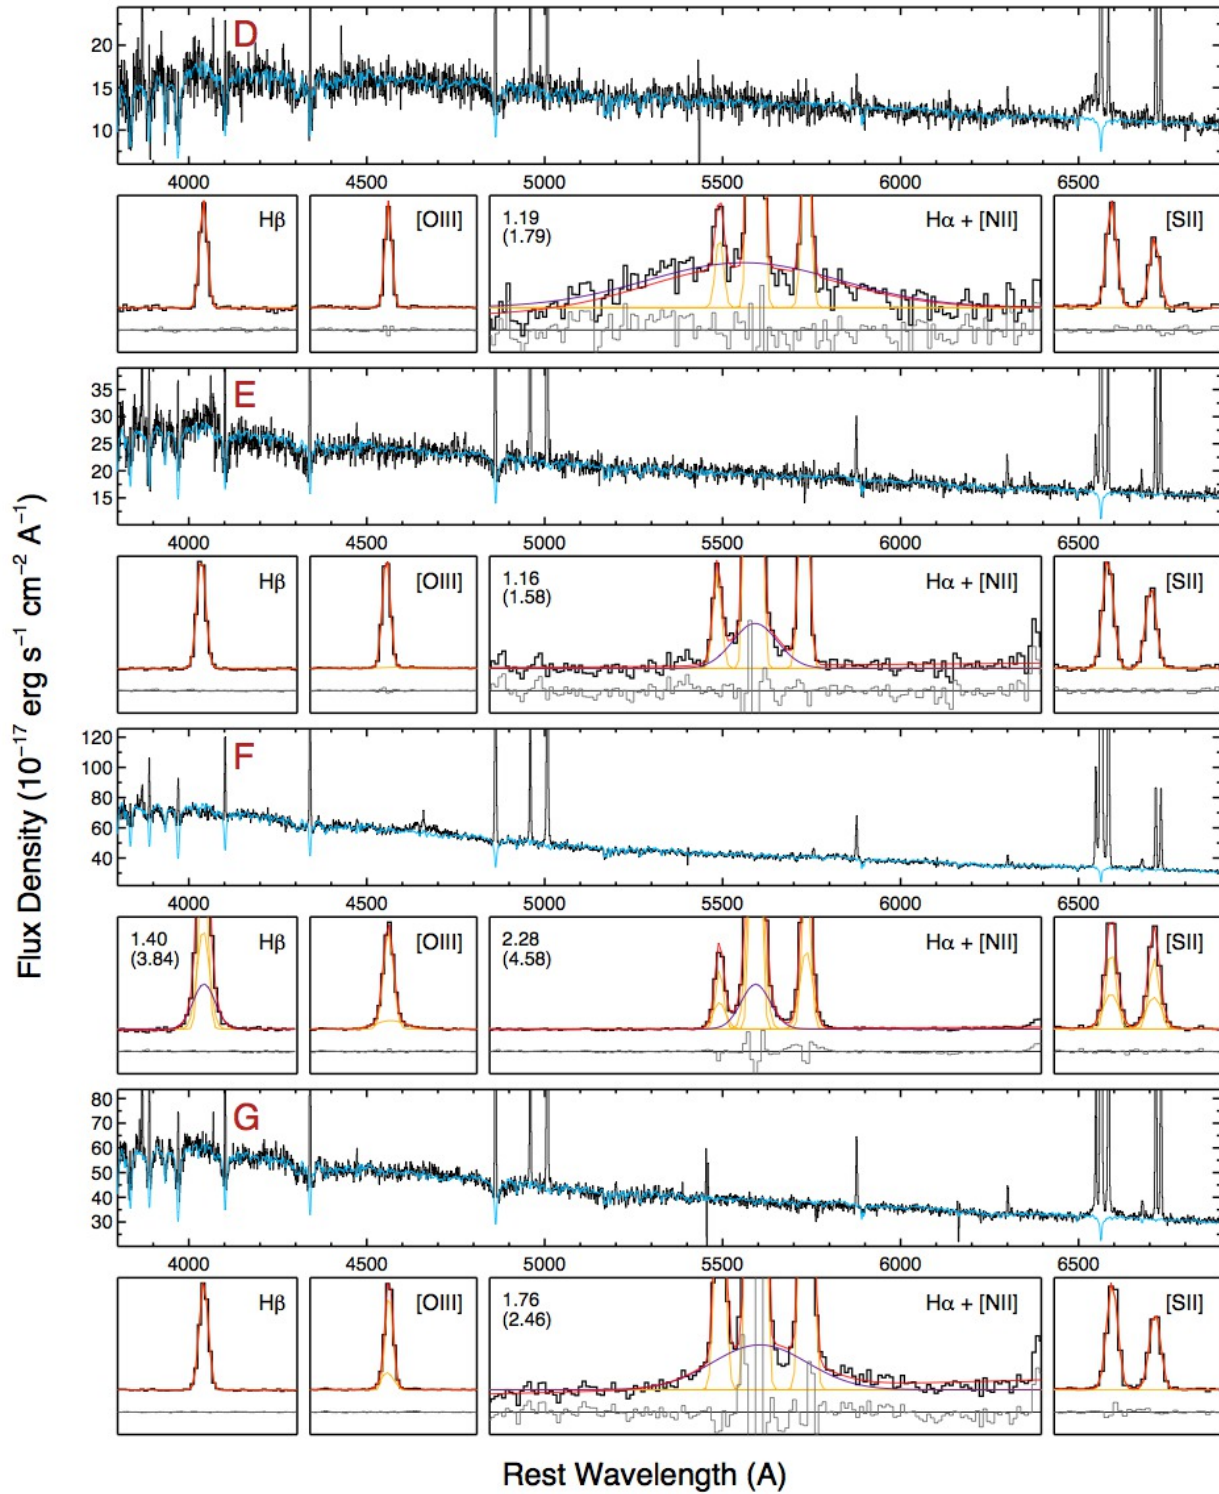 D
20
15
10
4000 4500 5000 5500 6000 6500
Hβ
[OIII]
1.19
(1.79)
Hα + [NII]
[SII]
E
35
30
25
20
15
4000 4500 5000 5500 6000 6500
Hβ
[OIII]
1.16
(1.58)
Hα + [NII]
[SII]
F
120
100
80
60
40
4000 4500 5000 5500 6000 6500
1.40
(3.84)
Hβ
[OIII]
2.28
(4.58)
Hα + [NII]
[SII]
G
80
70
60
50
40
30
4000 4500 5000 5500 6000 6500
Hβ
[OIII]
1.76
(2.46)
Hα + [NII]
[SII]
Flux Density (10⁻¹⁷ erg s⁻¹ cm⁻² A⁻¹)
Rest Wavelength (A)